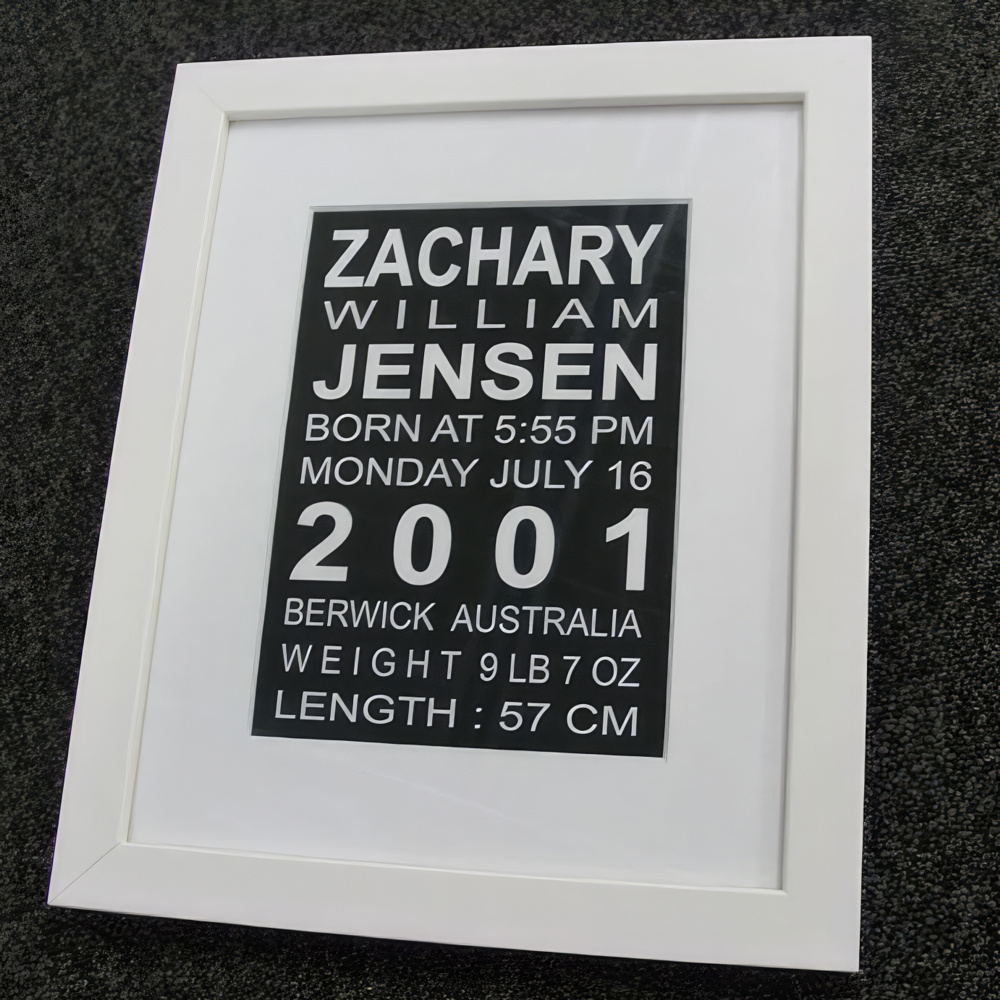 ZACHARY
WILLIAM
JENSEN
BORN AT 5:55 PM
MONDAY JULY 16
2001
BERWICK AUSTRALIA
WEIGHT 9 LB 7 OZ
LENGTH : 57 CM